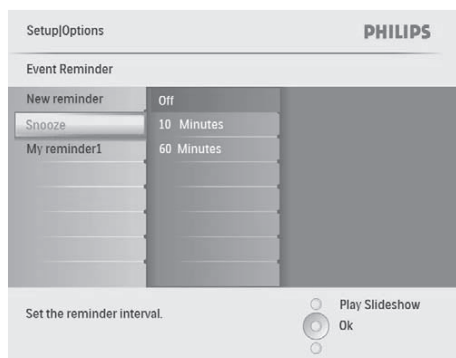 Setup|Options
PHILIPS
Event Reminder
New reminder
Off
Snooze
10 Minutes
My reminder1
60 Minutes
Set the reminder interval.
Play Slideshow
Ok